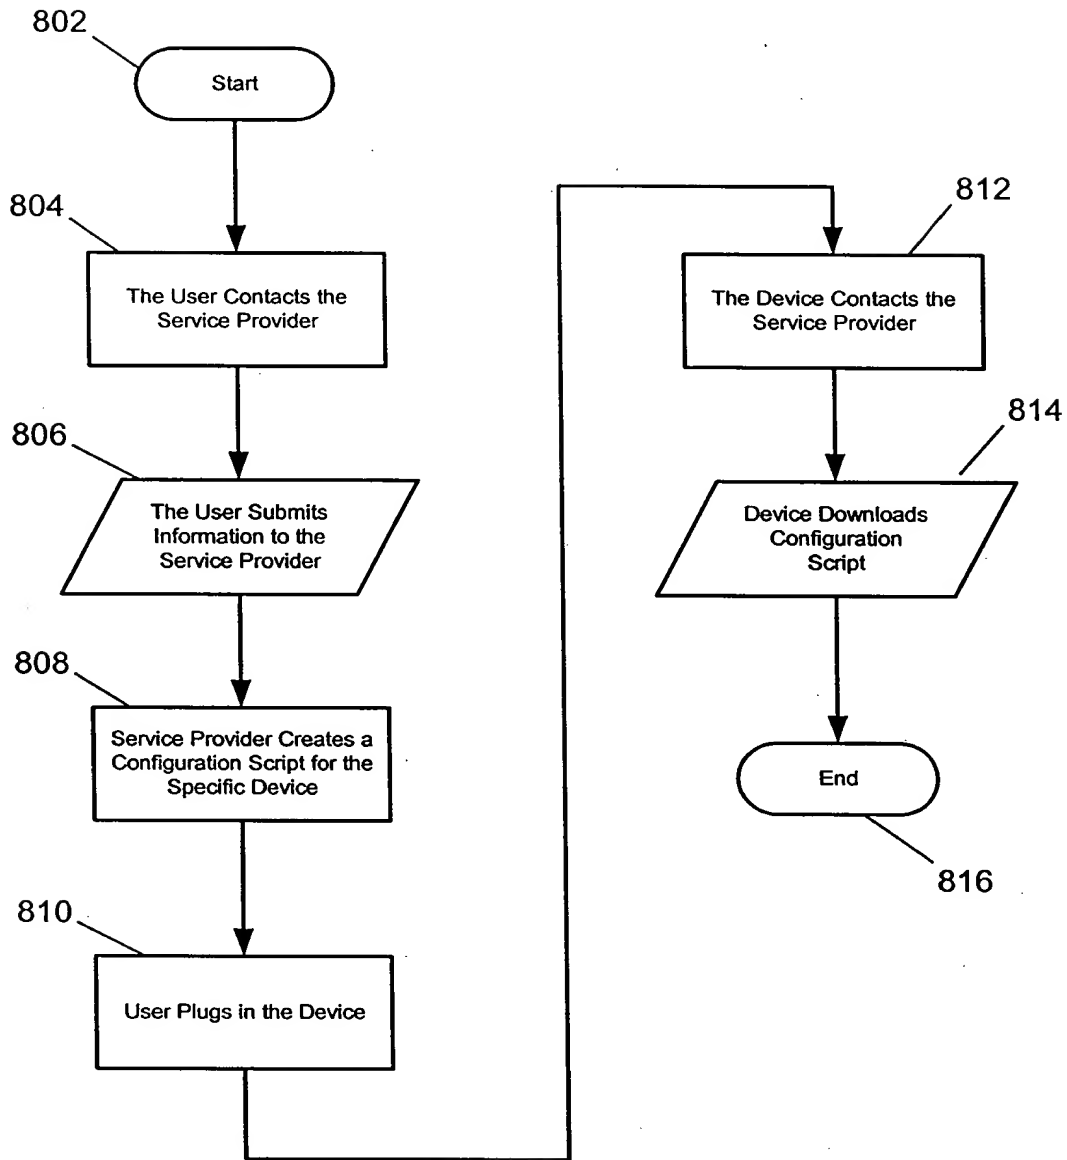 802
Start
804
The User Contacts the
Service Provider
806
The User Submits
Information to the
Service Provider
808
Service Provider Creates a
Configuration Script for the
Specific Device
810
User Plugs in the Device
812
The Device Contacts the
Service Provider
814
Device Downloads
Configuration
Script
End
816